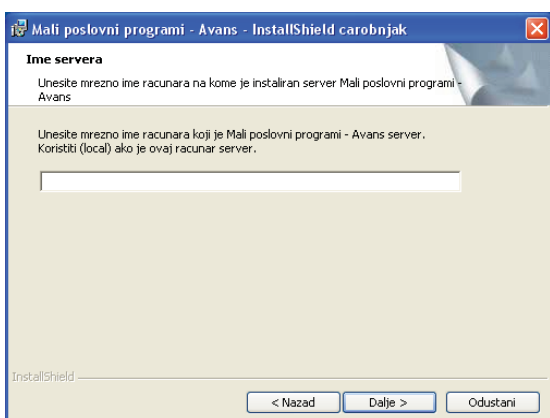 Mali poslovni programi - Avans - InstallShield carobnjak
Ime servera
Unesite mrezno ime racunara na kome je instaliran server Mali poslovni programi -
Avans
Unesite mrezno ime racunara koji je Mali poslovni programi - Avans server.
Koristiti (local) ako je ovaj racunar server.
InstallShield
< Nazad
Dalje >
Odustani